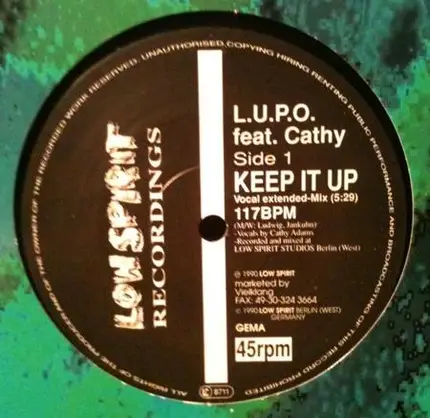 ALL RIGHTS OF THE PRODUCER AND OF THE OWNER OF THE RECORDED WORK RESERVED. UNAUTHORISED COPYING HIRING RENTING PUBLIC PERFORMANCE AND BROADCASTING OF THIS RECORD PROHIBITED
LOW SPIRIT
RECORDINGS
L.U.P.O.
feat. Cathy
Side 1
KEEP IT UP
Vocal extended-Mix (5:29)
117BPM
(M/W: Ludwig, Jankuhn)
-Vocals by Cathy Adams
-Recorded and mixed at
LOW SPIRIT STUDIOS Berlin (West)
℗ 1990 LOW SPIRIT
marketed by
Vielklang
FAX: 49-30-324 3664
© 1990 LOW SPIRIT BERLIN (WEST)
GERMANY
GEMA
45rpm
LC 8711